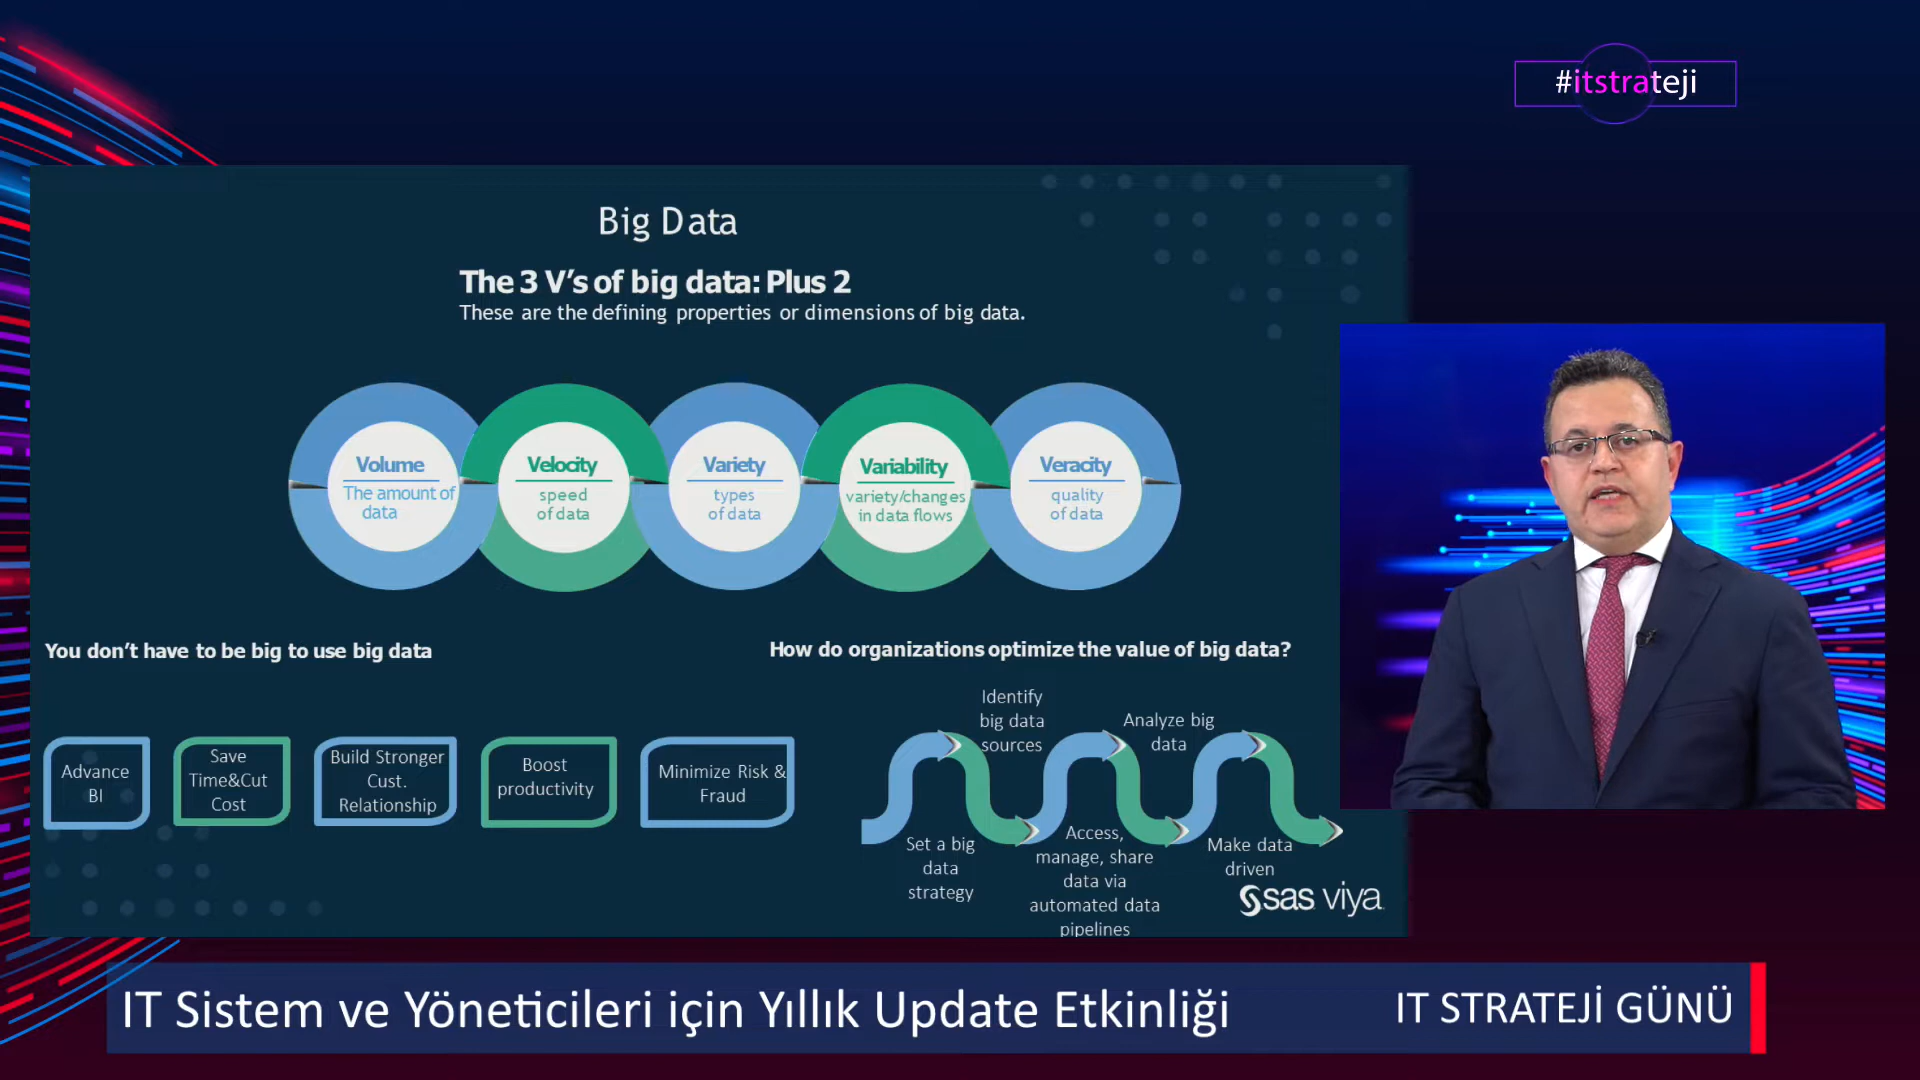 #itstrateji
Big Data
The 3 V's of big data: Plus 2
These are the defining properties or dimensions of big data.
Volume
The amount of
data
Velocity
speed
of data
Variety
types
of data
Variability
variety/changes
in data flows
Veracity
quality
of data
You don't have to be big to use big data
Advance
BI
Save
Time&Cut
Cost
Build Stronger
Cust.
Relationship
Boost
productivity
Minimize Risk &
Fraud
How do organizations optimize the value of big data?
Set a big
data
strategy
Identify
big data
sources
Access,
manage, share
data via
automated data
pipelines
Analyze big
data
Make data
driven
sas viya
IT Sistem ve Yöneticileri için Yıllık Update Etkinliği
IT STRATEJİ GÜNÜ